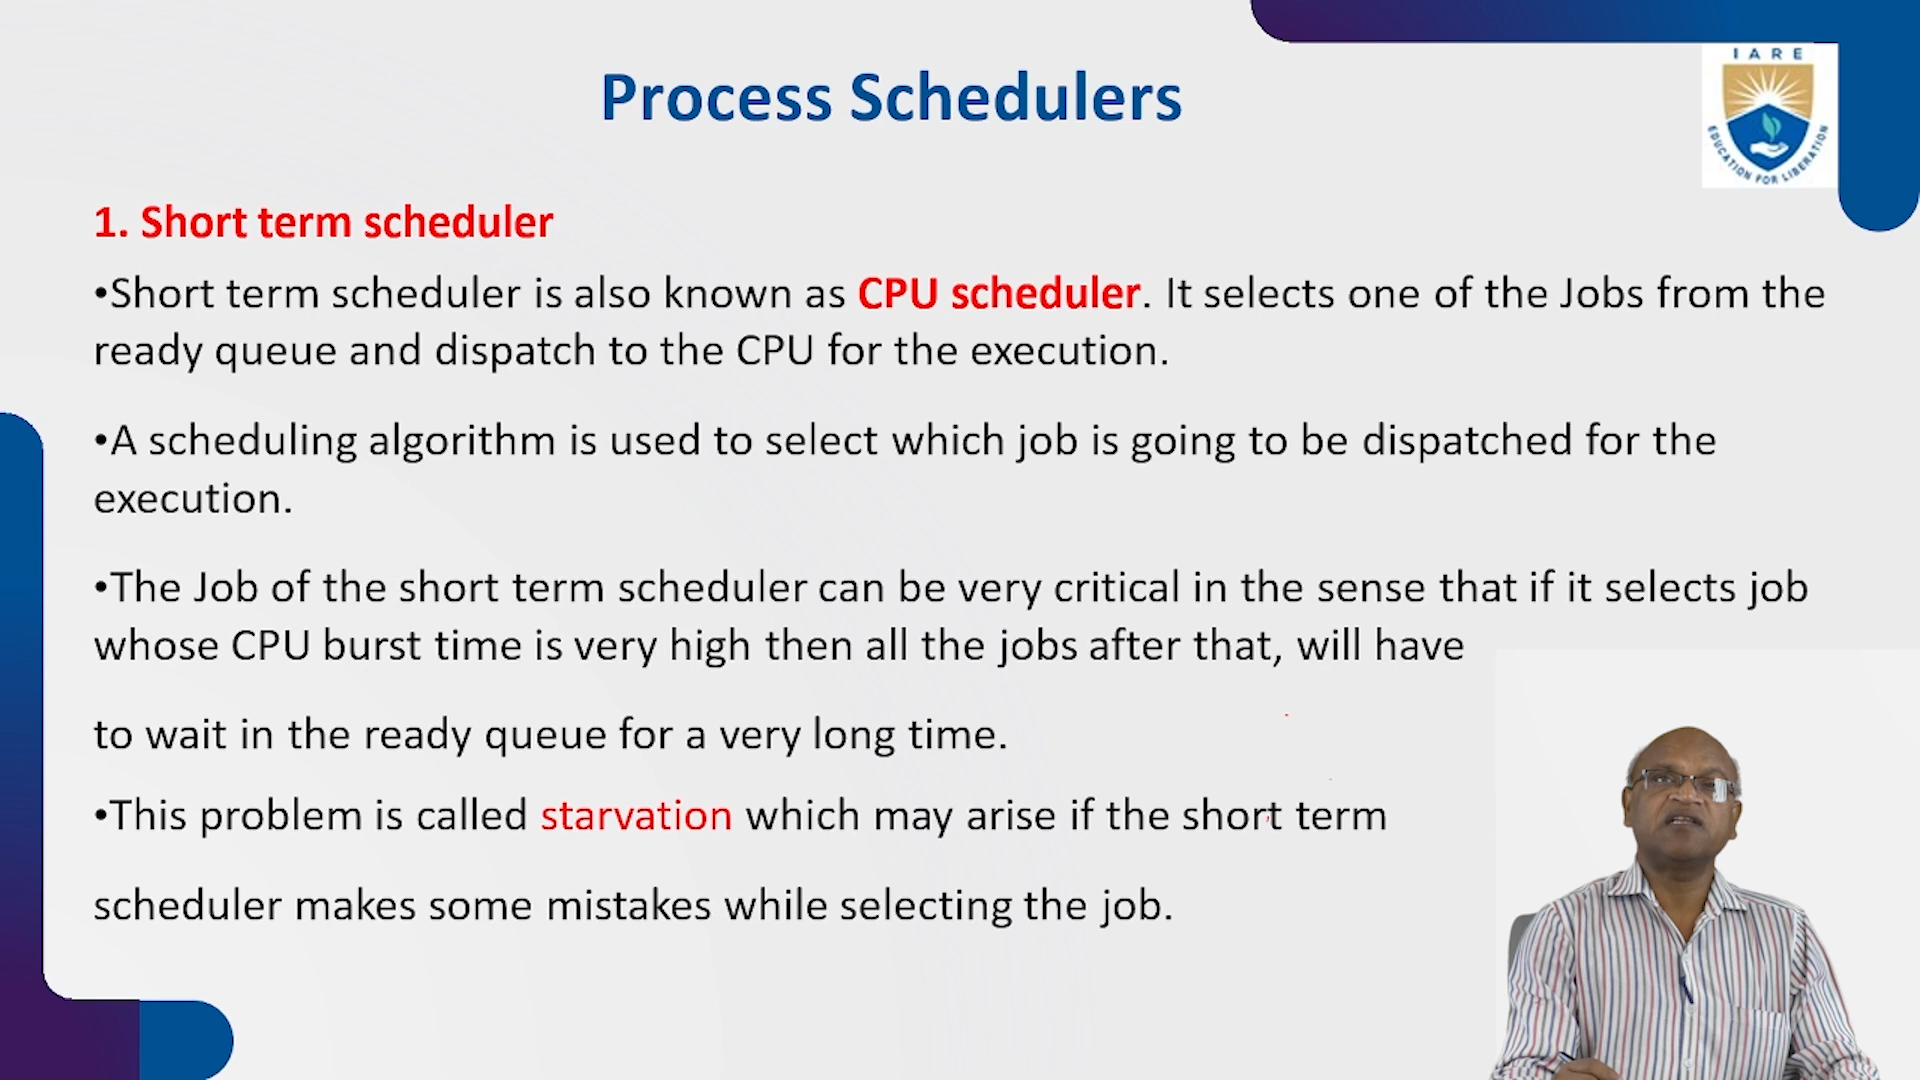 IARE
EDUCATION FOR LIBERATION
Process Schedulers
1. Short term scheduler
•Short term scheduler is also known as CPU scheduler. It selects one of the Jobs from the
ready queue and dispatch to the CPU for the execution.
•A scheduling algorithm is used to select which job is going to be dispatched for the
execution.
•The Job of the short term scheduler can be very critical in the sense that if it selects job
whose CPU burst time is very high then all the jobs after that, will have
to wait in the ready queue for a very long time.
•This problem is called starvation which may arise if the short term
scheduler makes some mistakes while selecting the job.